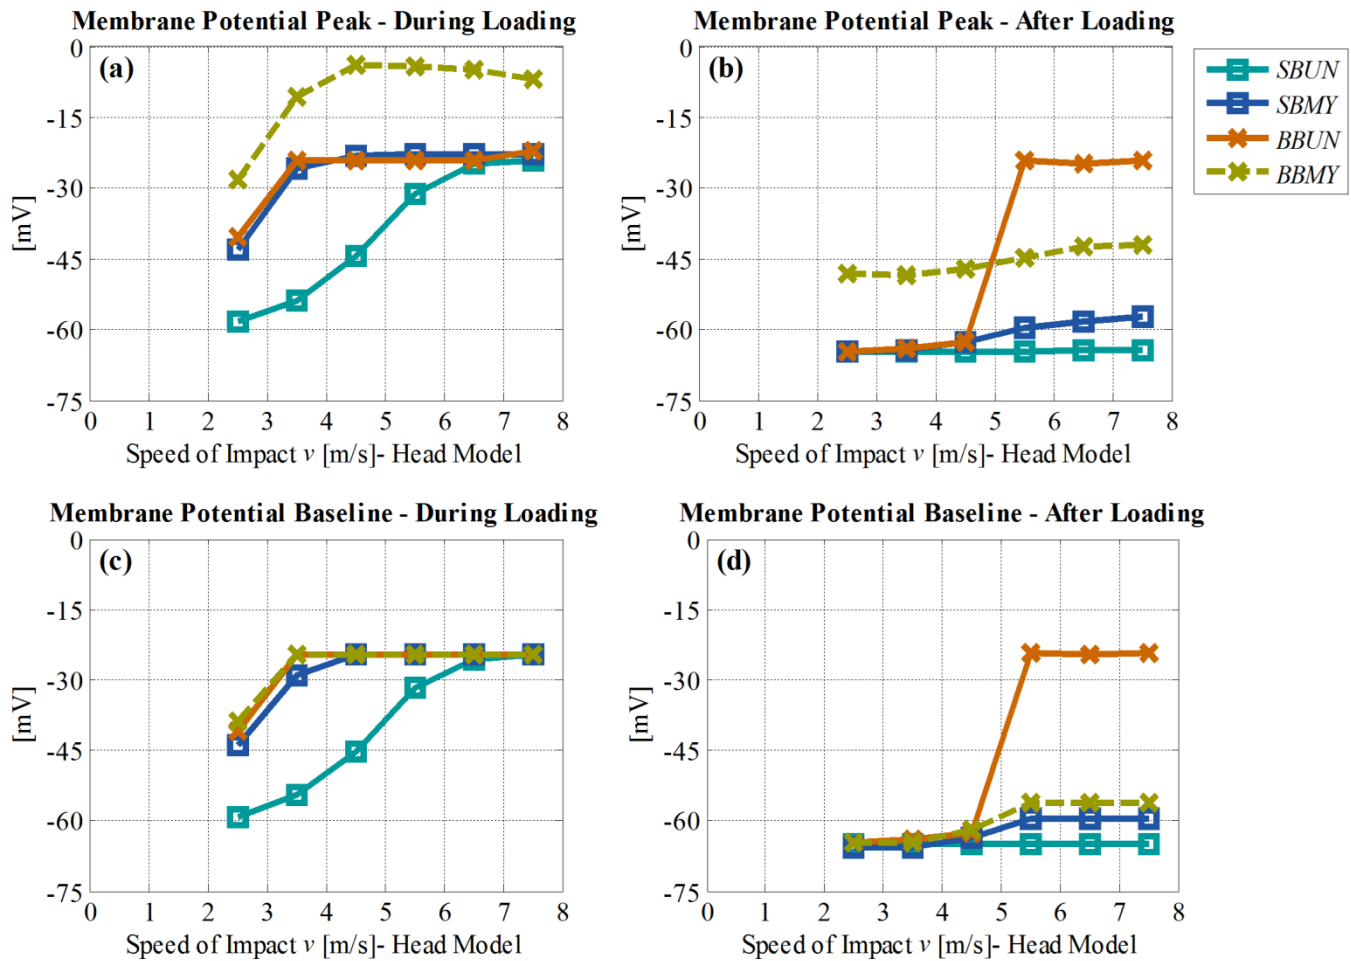 Membrane Potential Peak - During Loading
(a)
0
-15
-30
-45
-60
-75
[mV]
0 1 2 3 4 5 6 7 8
Speed of Impact v [m/s]- Head Model
Membrane Potential Peak - After Loading
(b)
0
-15
-30
-45
-60
-75
[mV]
0 1 2 3 4 5 6 7 8
Speed of Impact v [m/s]- Head Model
SBUN
SBMY
BBUN
BBMY
Membrane Potential Baseline - During Loading
(c)
0
-15
-30
-45
-60
-75
[mV]
0 1 2 3 4 5 6 7 8
Speed of Impact v [m/s]- Head Model
Membrane Potential Baseline - After Loading
(d)
0
-15
-30
-45
-60
-75
[mV]
0 1 2 3 4 5 6 7 8
Speed of Impact v [m/s]- Head Model